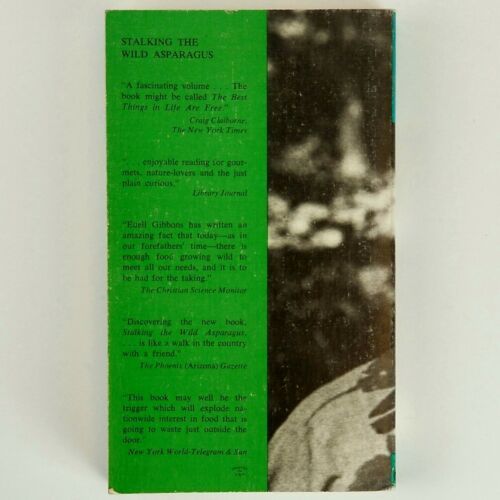 STALKING THE
WILD ASPARAGUS
"A fascinating volume . . . The
book might be called The Best
Things in Life Are Free."
Craig Claiborne,
The New York Times
. . . enjoyable reading for gour-
mets, nature-lovers and the just
plain curious."
Library Journal
"Euell Gibbons has written an
amazing fact that today—as in
our forefathers' time—there is
enough food growing wild to
meet all our needs, and it is to
be had for the taking."
The Christian Science Monitor
"Discovering the new book,
Stalking the Wild Asparagus,
. . . is like a walk in the country
with a friend."
The Phoenix (Arizona) Gazette
"This book may well be the
trigger which will explode na-
tionwide interest in food that is
going to waste just outside the
door."
New York World-Telegram & Sun